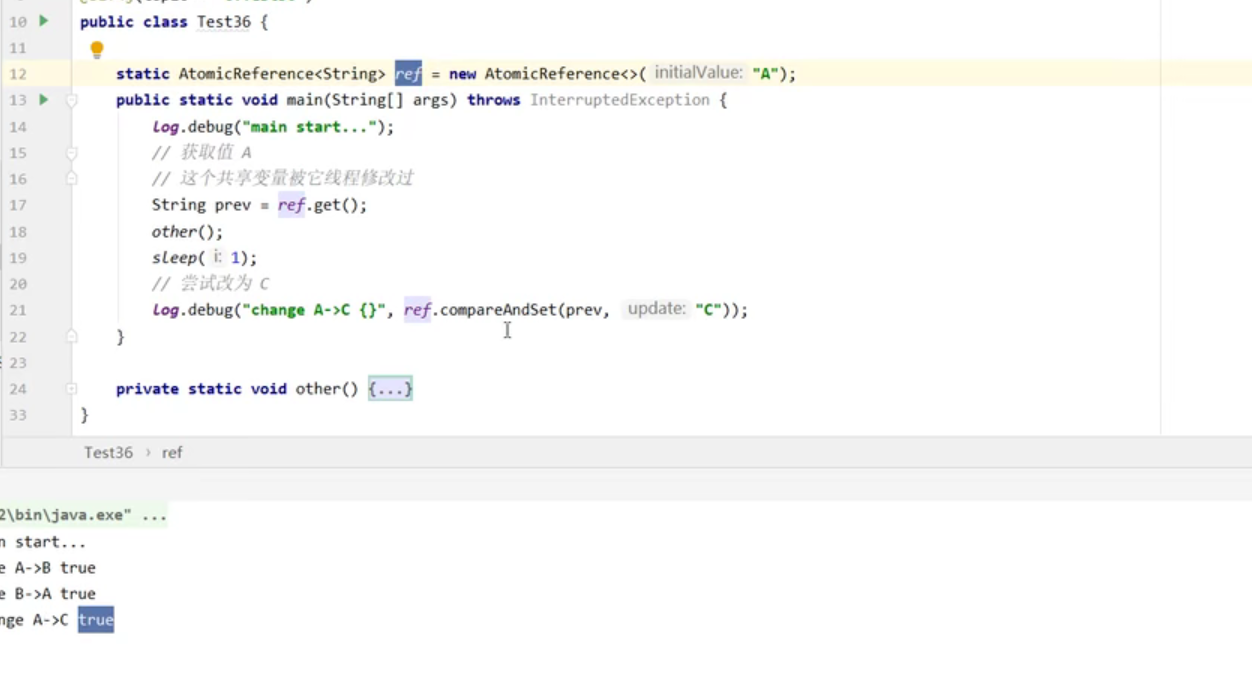 10 public class Test36 {
11
12 static AtomicReference<String> ref = new AtomicReference<>( initialValue: "A");
13 public static void main(String[] args) throws InterruptedException {
14 log.debug("main start...");
15 // 获取值 A
16 // 这个共享变量被它线程修改过
17 String prev = ref.get();
18 other();
19 sleep( i: 1);
20 // 尝试改为 C
21 log.debug("change A->C {}", ref.compareAndSet(prev, update: "C"));
22 }
23
24 private static void other() {...}
33 }
Test36 › ref
2\bin\java.exe" ...
n start...
e A->B true
e B->A true
nge A->C true